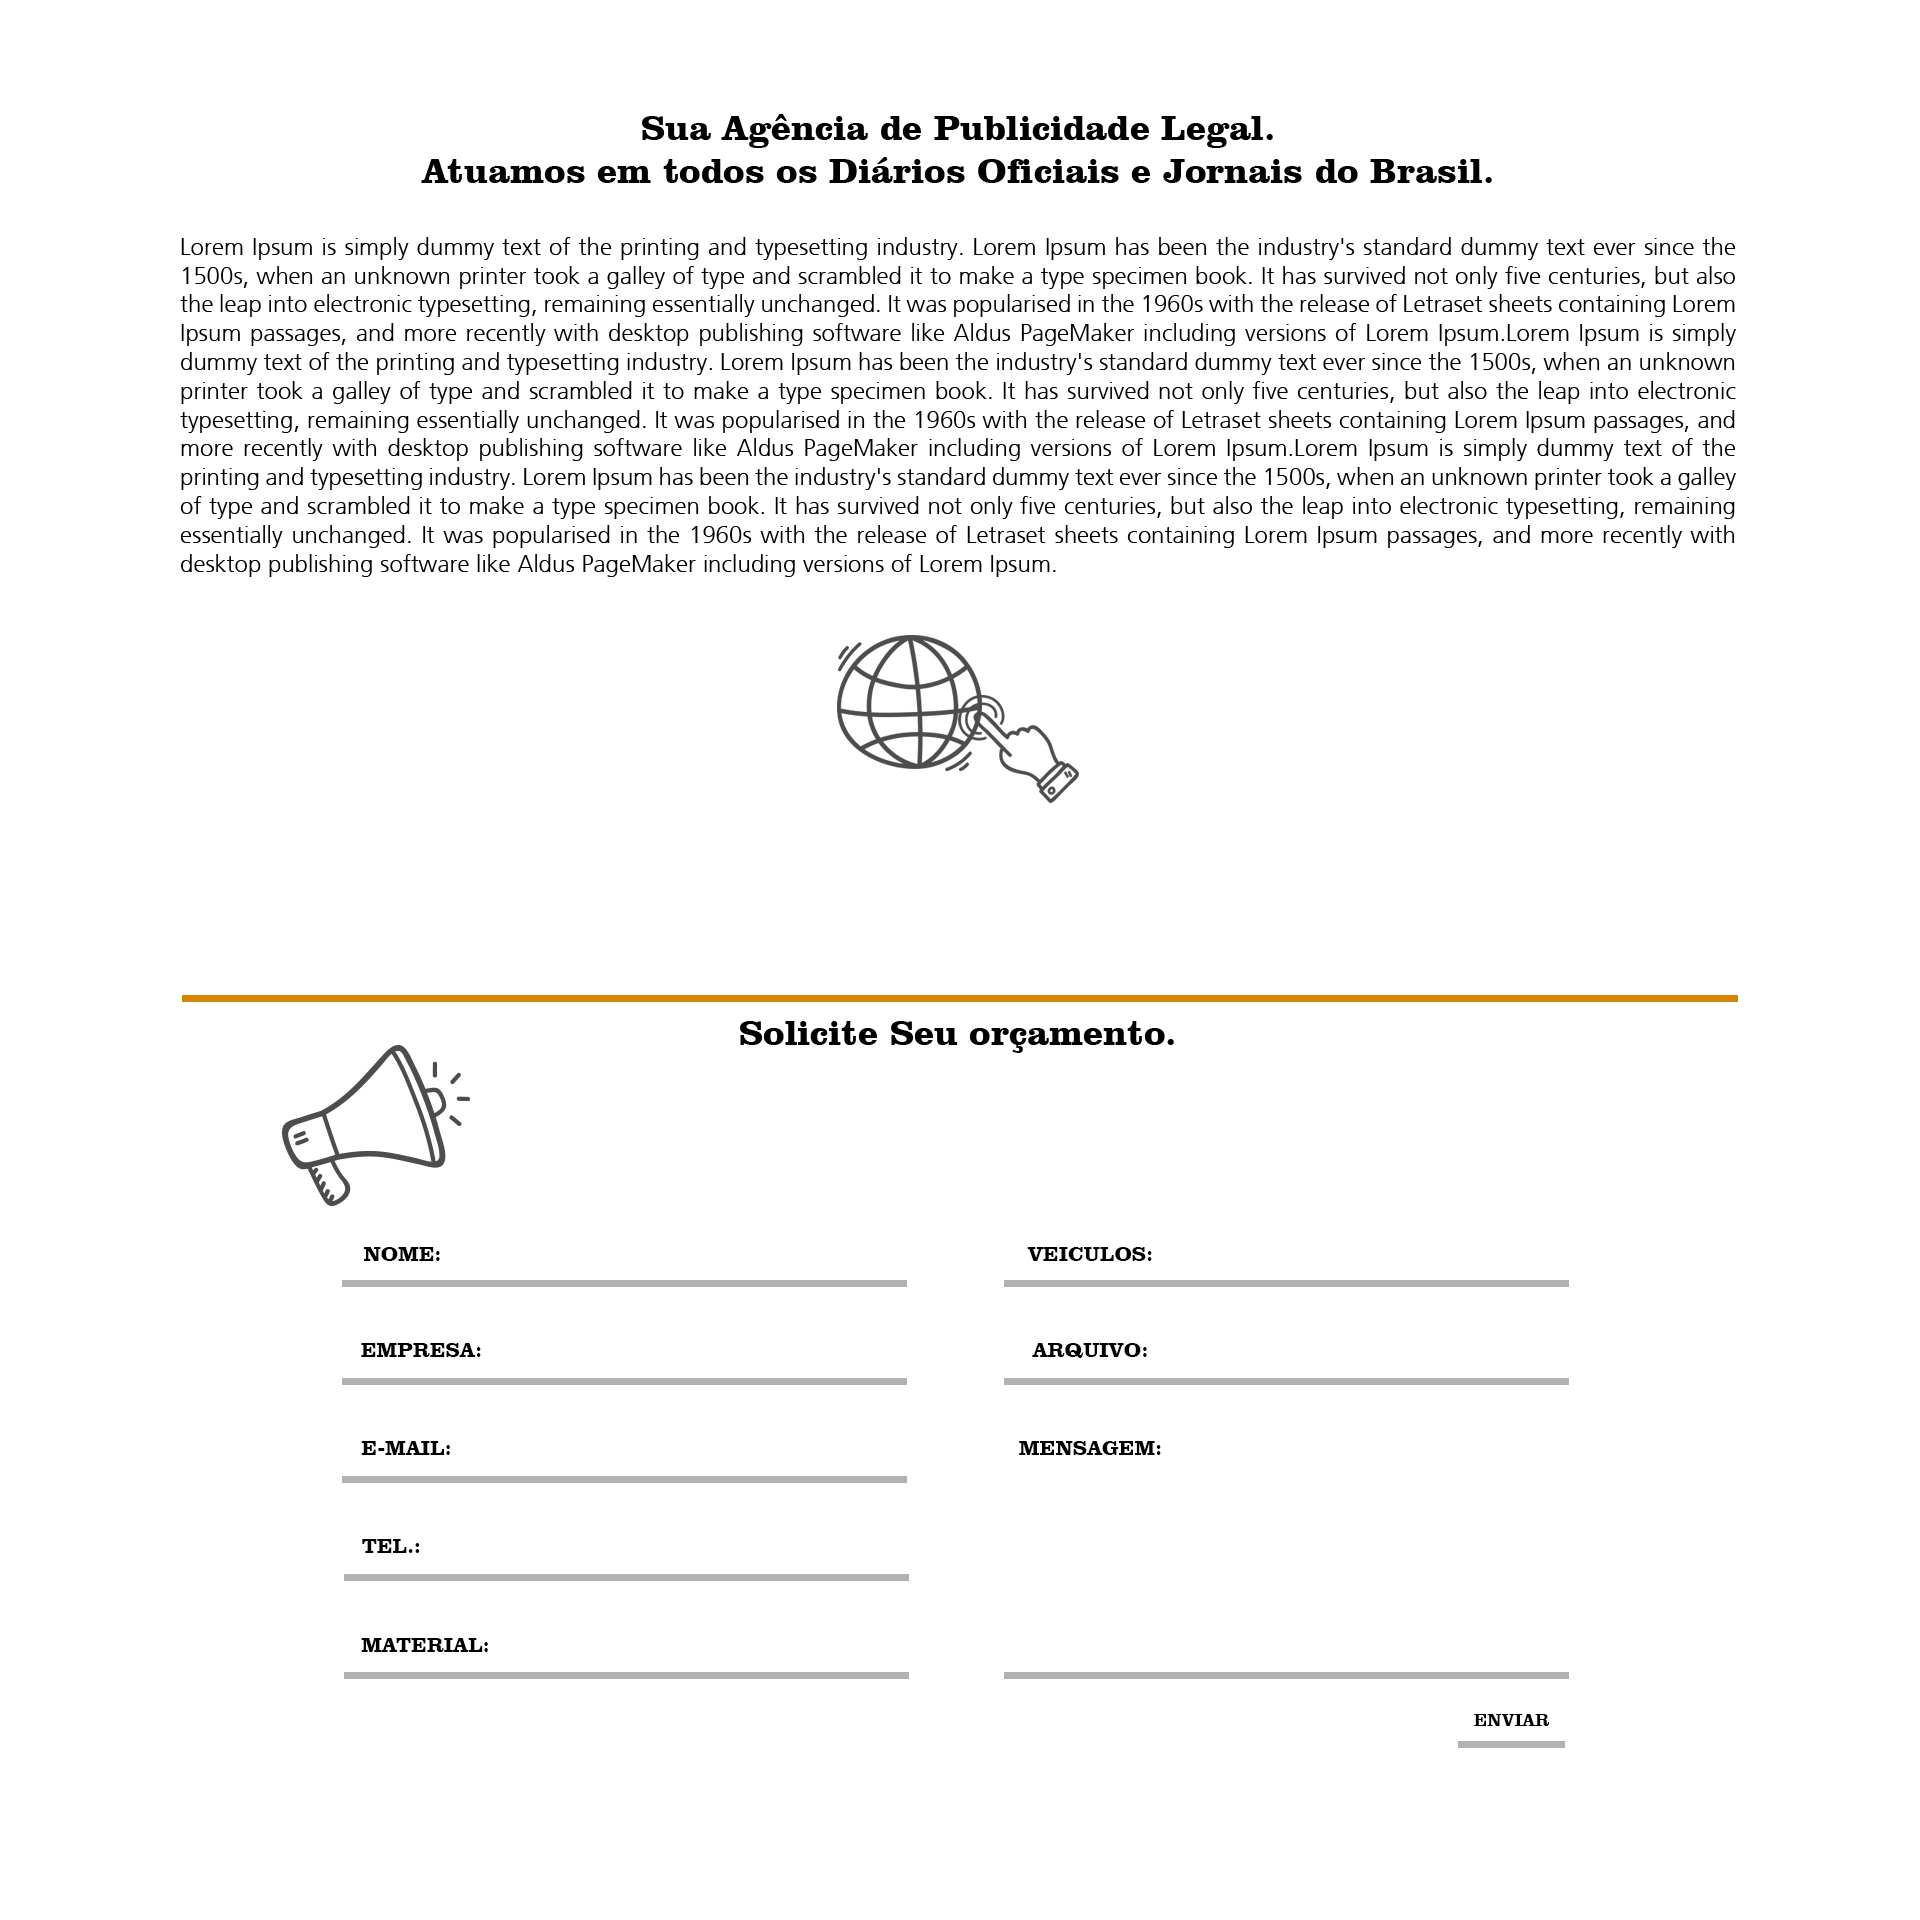 Sua Agência de Publicidade Legal.
Atuamos em todos os Diários Oficiais e Jornais do Brasil.
Lorem Ipsum is simply dummy text of the printing and typesetting industry. Lorem Ipsum has been the industry's standard dummy text ever since the
1500s, when an unknown printer took a galley of type and scrambled it to make a type specimen book. It has survived not only five centuries, but also
the leap into electronic typesetting, remaining essentially unchanged. It was popularised in the 1960s with the release of Letraset sheets containing Lorem
Ipsum passages, and more recently with desktop publishing software like Aldus PageMaker including versions of Lorem Ipsum.Lorem Ipsum is simply
dummy text of the printing and typesetting industry. Lorem Ipsum has been the industry's standard dummy text ever since the 1500s, when an unknown
printer took a galley of type and scrambled it to make a type specimen book. It has survived not only five centuries, but also the leap into electronic
typesetting, remaining essentially unchanged. It was popularised in the 1960s with the release of Letraset sheets containing Lorem Ipsum passages, and
more recently with desktop publishing software like Aldus PageMaker including versions of Lorem Ipsum.Lorem Ipsum is simply dummy text of the
printing and typesetting industry. Lorem Ipsum has been the industry's standard dummy text ever since the 1500s, when an unknown printer took a galley
of type and scrambled it to make a type specimen book. It has survived not only five centuries, but also the leap into electronic typesetting, remaining
essentially unchanged. It was popularised in the 1960s with the release of Letraset sheets containing Lorem Ipsum passages, and more recently with
desktop publishing software like Aldus PageMaker including versions of Lorem Ipsum.
Solicite Seu orçamento.
NOME:
EMPRESA:
E-MAIL:
TEL.:
MATERIAL:
VEICULOS:
ARQUIVO:
MENSAGEM:
ENVIAR